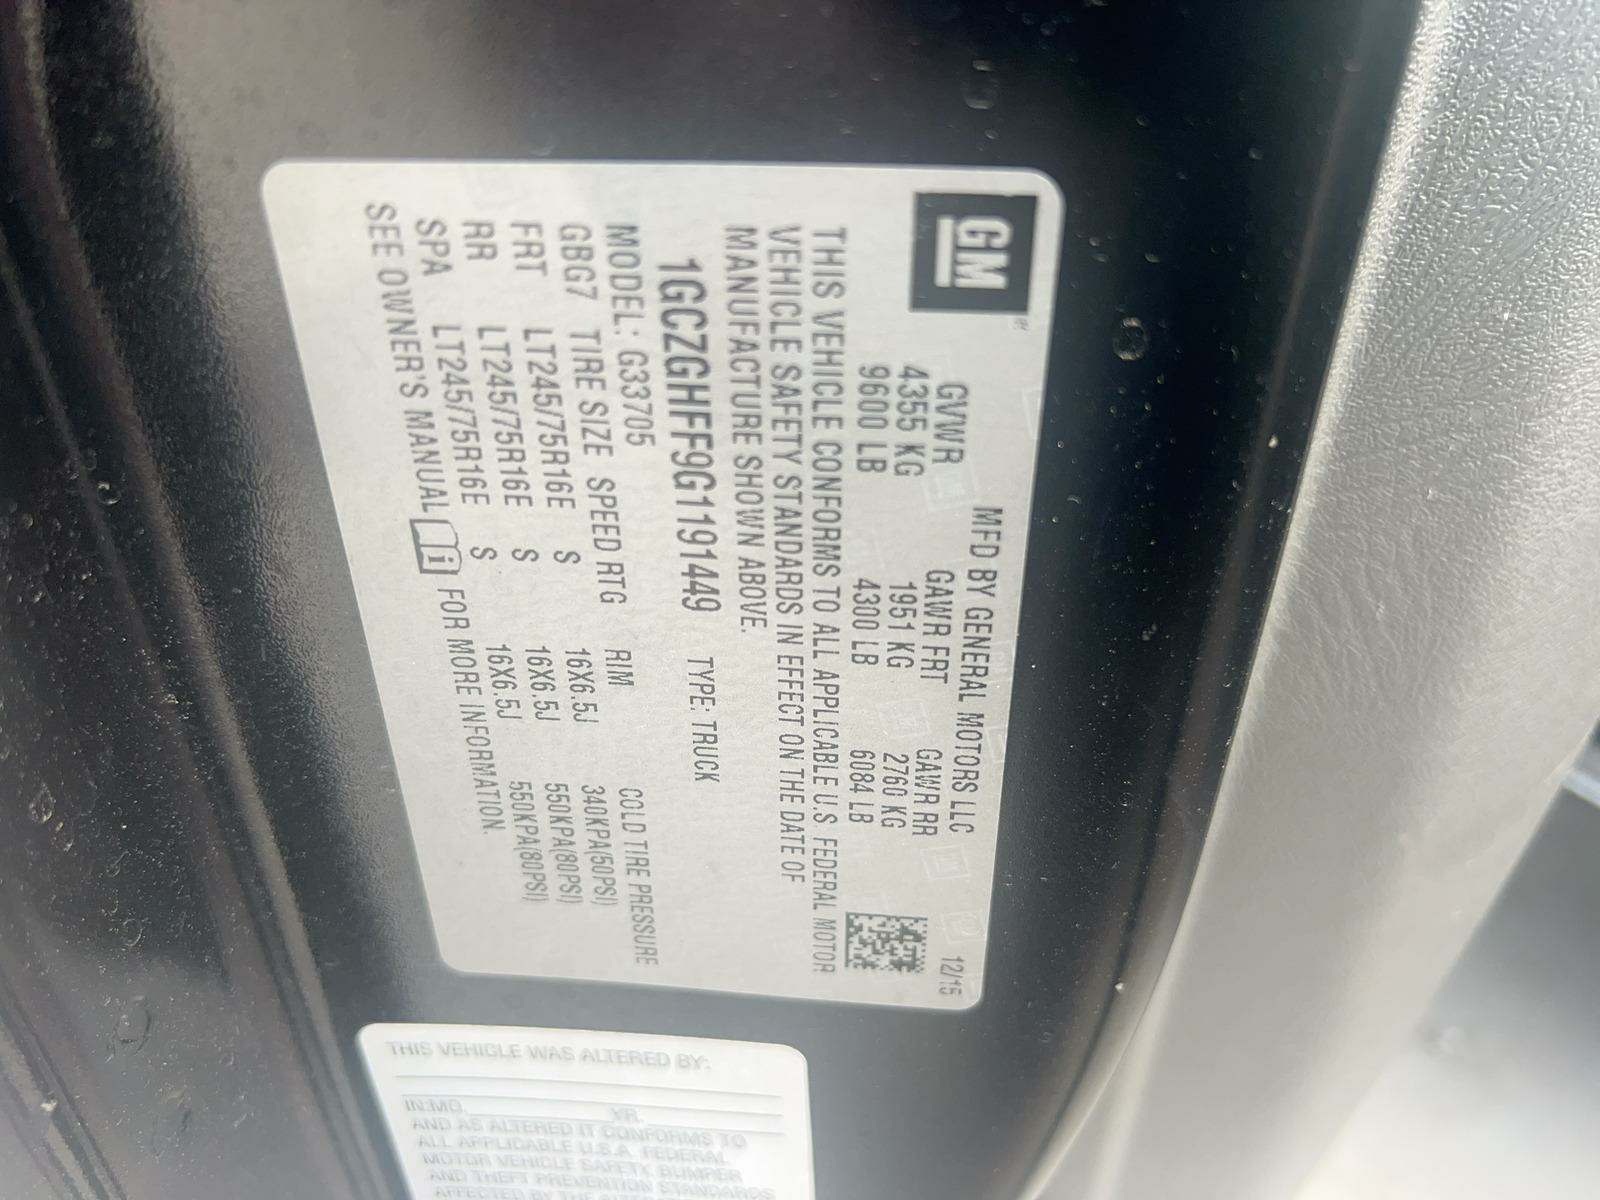 GM
MFD BY GENERAL MOTORS LLC 12/15
GVWR GAWR FRT GAWR RR
4355 KG 1951 KG 2760 KG
9600 LB 4300 LB 6084 LB
THIS VEHICLE CONFORMS TO ALL APPLICABLE U.S. FEDERAL MOTOR
VEHICLE SAFETY STANDARDS IN EFFECT ON THE DATE OF
MANUFACTURE SHOWN ABOVE.
1GCZGHFF9G1191449 TYPE: TRUCK
MODEL: G33705
GBG7 TIRE SIZE SPEED RTG RIM COLD TIRE PRESSURE
FRT LT245/75R16E S 16X6.5J 340KPA(50PSI)
RR LT245/75R16E S 16X6.5J 550KPA(80PSI)
SPA LT245/75R16E S 16X6.5J 550KPA(80PSI)
SEE OWNER'S MANUAL i FOR MORE INFORMATION.
THIS VEHICLE WAS ALTERED BY:
IN:MO. YR.
AND AS ALTERED IT CONFORMS TO
ALL APPLICABLE U.S.A. FEDERAL
MOTOR VEHICLE SAFETY, BUMPER
AND THEFT PREVENTION STANDARDS
AFFECTED BY THE